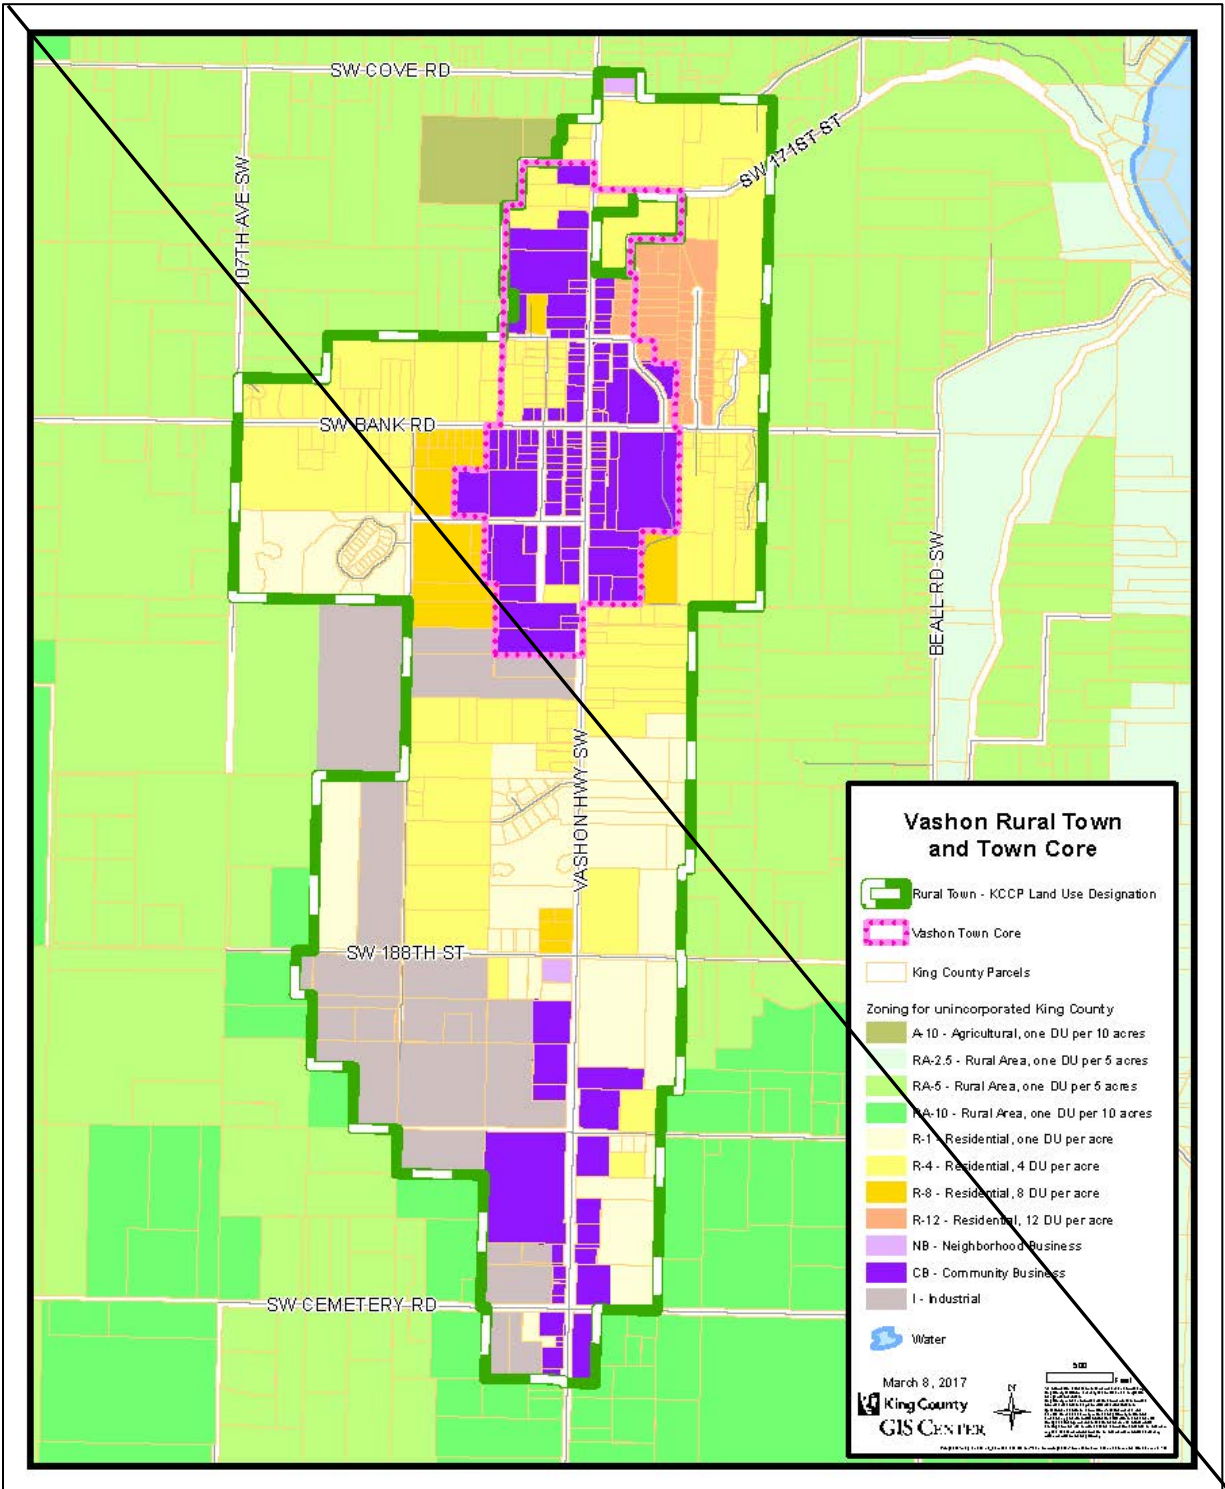 SW COVE RD
SW 171ST ST
107TH AVE SW
SW BANK RD
BEALL RD SW
VASHON HWY SW
SW 188TH ST
SW CEMETERY RD
Vashon Rural Town
and Town Core
Rural Town - KCCP Land Use Designation
Vashon Town Core
King County Parcels
Zoning for unincorporated King County
A-10 - Agricultural, one DU per 10 acres
RA-2.5 - Rural Area, one DU per 5 acres
RA-5 - Rural Area, one DU per 5 acres
RA-10 - Rural Area, one DU per 10 acres
R-1 - Residential, one DU per acre
R-4 - Residential, 4 DU per acre
R-8 - Residential, 8 DU per acre
R-12 - Residential, 12 DU per acre
NB - Neighborhood Business
CB - Community Business
I - Industrial
Water
500
Feet
March 8, 2017
N
King County
GIS CENTER